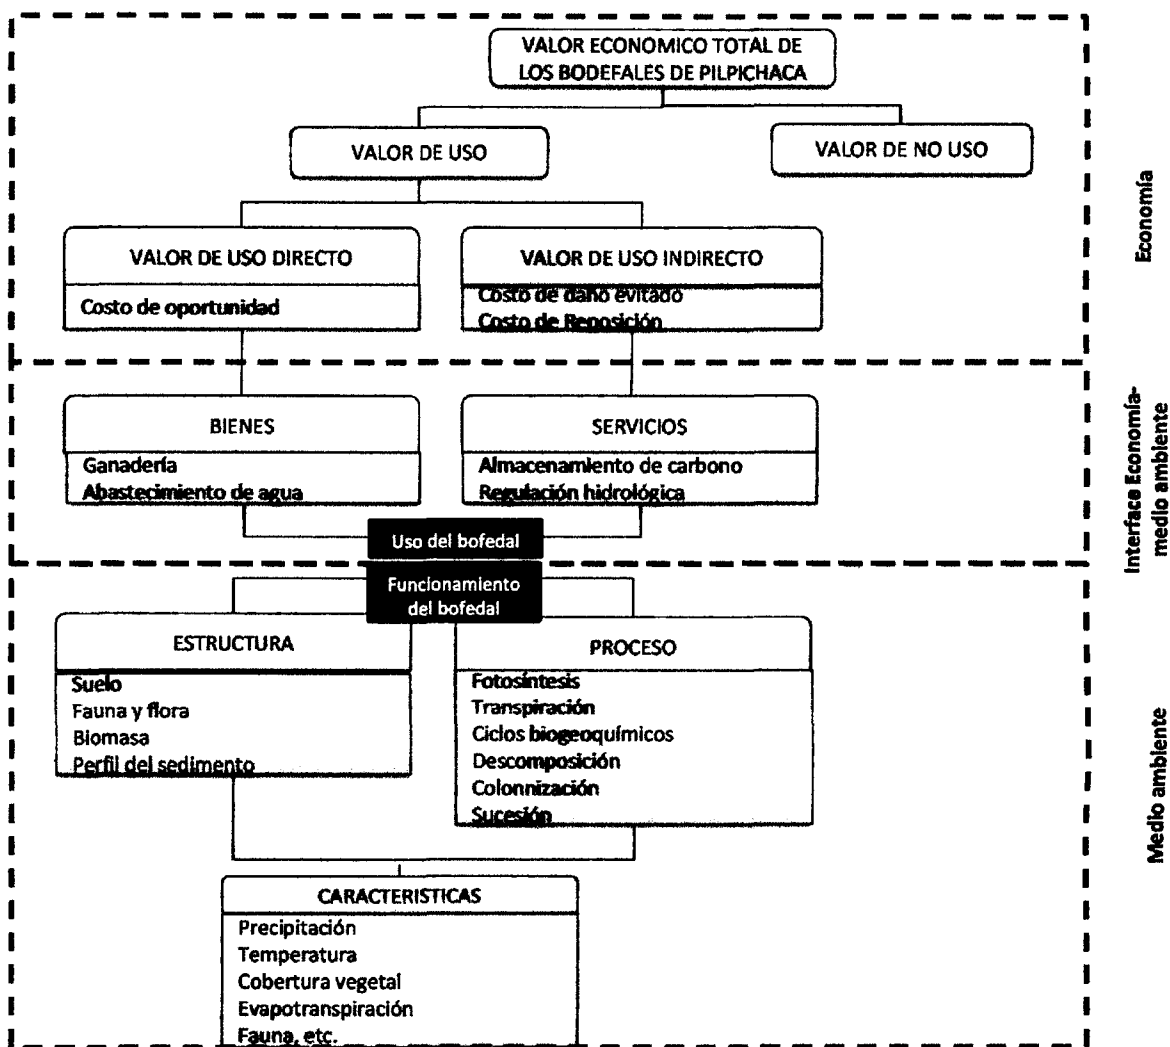 VALOR ECONOMICO TOTAL DE
LOS BODEFALES DE PILPICHACA
VALOR DE USO
VALOR DE NO USO
VALOR DE USO DIRECTO
Costo de oportunidad
VALOR DE USO INDIRECTO
Costo de daño evitado
Costo de Reposición
Economía
BIENES
Ganadería
Abastecimiento de agua
SERVICIOS
Almacenamiento de carbono
Regulación hidrológica
Uso del bofedal
Interface Economía-
medio ambiente
Funcionamiento
del bofedal
ESTRUCTURA
Suelo
Fauna y flora
Biomasa
Perfil del sedimento
PROCESO
Fotosíntesis
Transpiración
Ciclos biogeoquímicos
Descomposición
Colonnización
Sucesión
CARACTERISTICAS
Precipitación
Temperatura
Cobertura vegetal
Evapotranspiración
Fauna, etc.
Medio ambiente